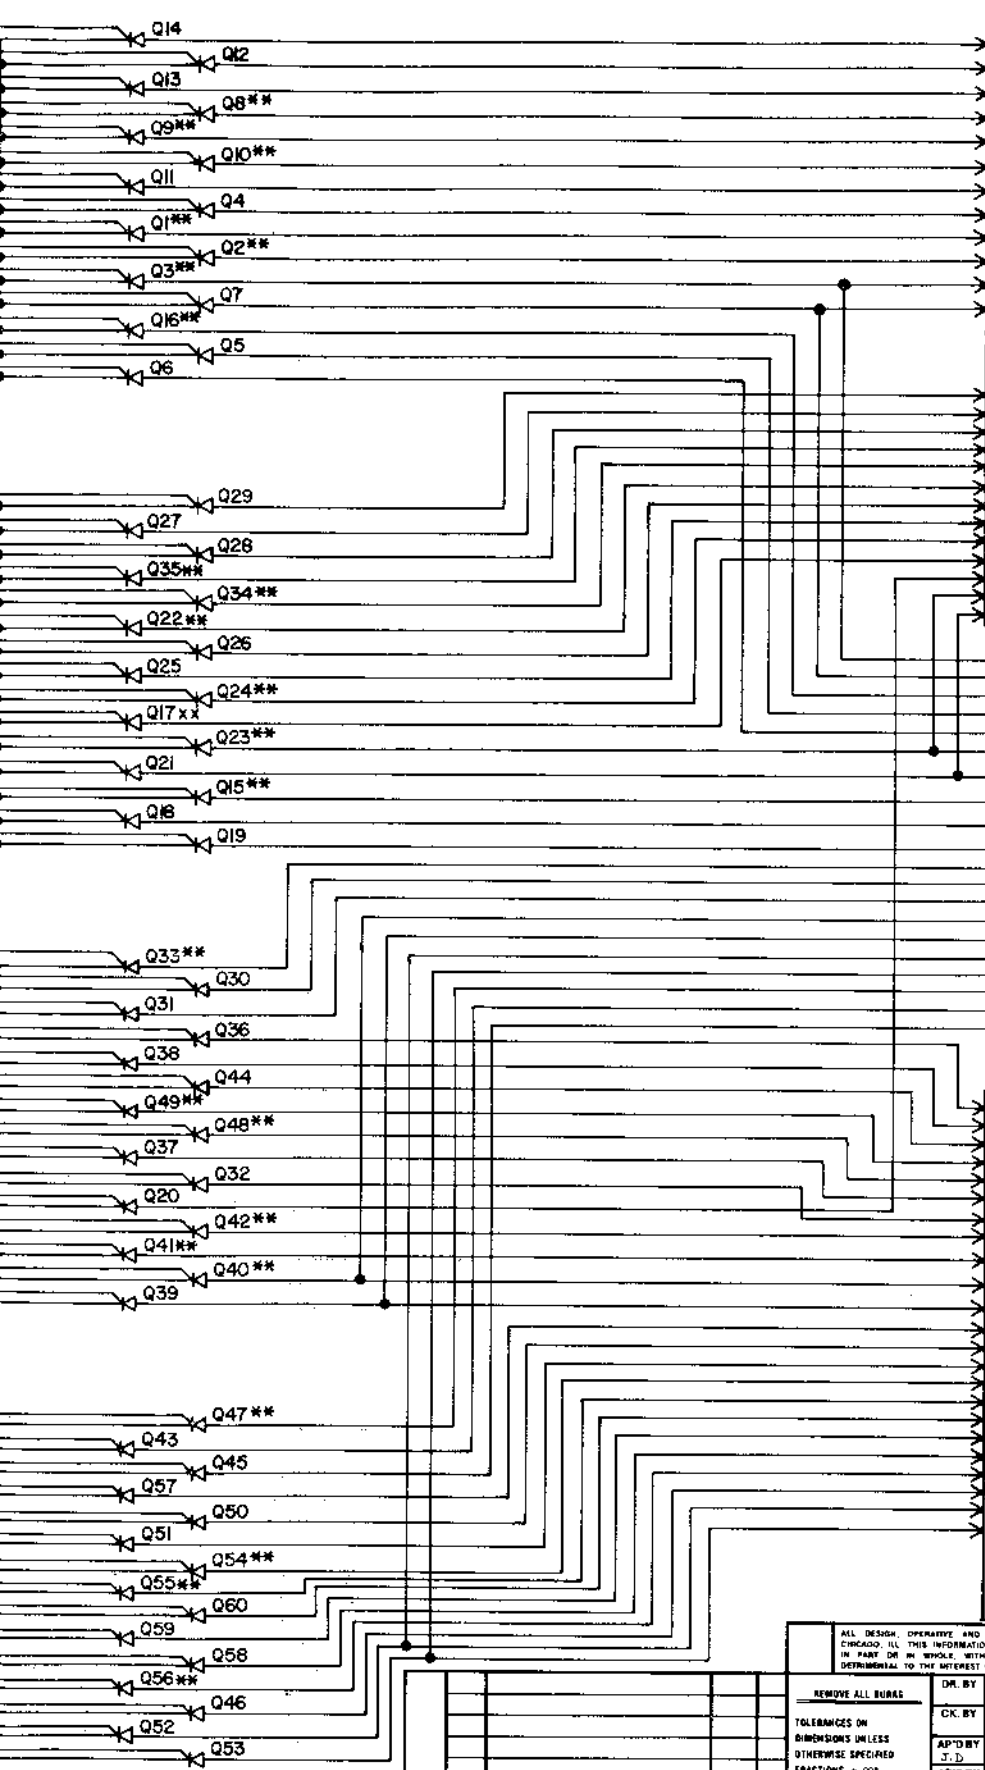 Q14
Q12
Q13
Q8**
Q9**
Q10**
Q11
Q4
Q1**
Q2**
Q3**
Q7
Q16**
Q5
Q6
Q29
Q27
Q28
Q35**
Q34**
Q22**
Q26
Q25
Q24**
Q17xx
Q23**
Q21
Q15**
Q18
Q19
Q33**
Q30
Q31
Q36
Q38
Q44
Q49**
Q48**
Q37
Q32
Q20
Q42**
Q41**
Q40**
Q39
Q47**
Q43
Q45
Q57
Q50
Q51
Q54**
Q55**
Q60
Q59
Q58
Q56**
Q46
Q52
Q53
ALL DESIGN, OPERATIVE AND
CHICAGO, ILL THIS INFORMATIO
IN PART OR IN WHOLE, WITH
DETRIMENTAL TO THE INTEREST
REMOVE ALL BURRS
TOLERANCES ON
DIMENSIONS UNLESS
OTHERWISE SPECIFIED
DR. BY
CK. BY
AP'D BY
J.D